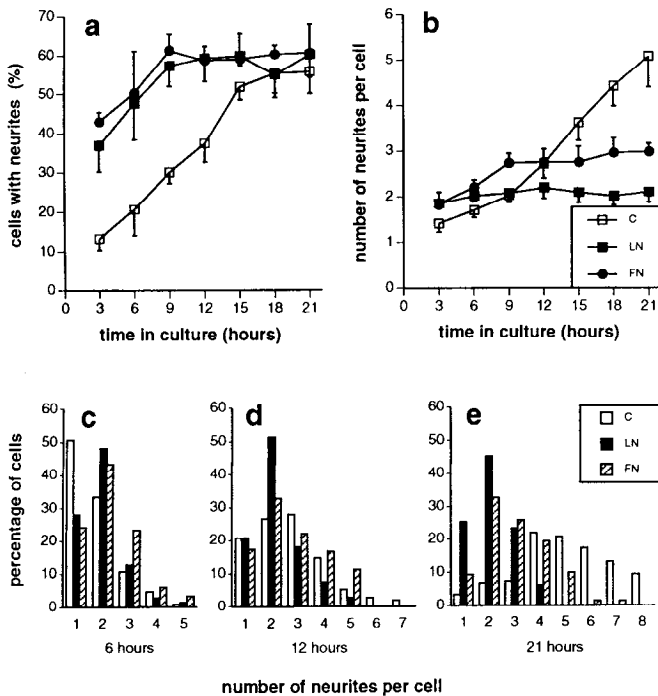 a
70
60
50
40
30
20
10
0
cells with neurites (%)
0 3 6 9 12 15 18 21
time in culture (hours)
b
6
5
4
3
2
1
0
number of neurites per cell
C
LN
FN
0 3 6 9 12 15 18 21
time in culture (hours)
c
60
50
40
30
20
10
0
percentage of cells
1 2 3 4 5
6 hours
d
60
50
40
30
20
10
0
1 2 3 4 5 6 7
12 hours
e
60
50
40
30
20
10
0
C
LN
FN
1 2 3 4 5 6 7 8
21 hours
number of neurites per cell